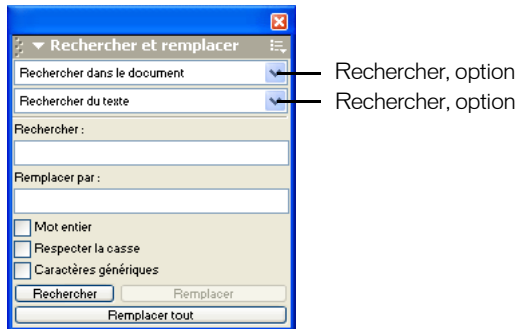 Rechercher et remplacer
Rechercher dans le document
Rechercher, option
Rechercher du texte
Rechercher, option
Rechercher :
Remplacer par :
Mot entier
Respecter la casse
Caractères génériques
Rechercher Remplacer
Remplacer tout